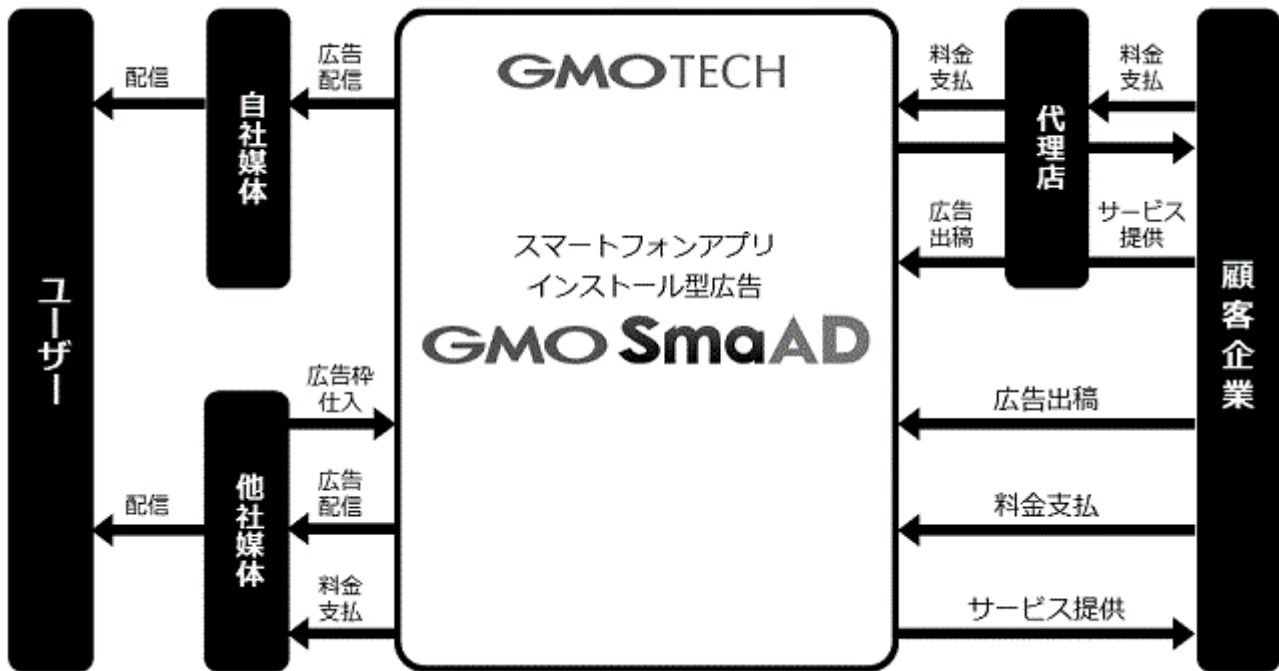 ユーザー
配信
自社媒体
広告
配信
配信
他社媒体
広告枠
仕入
広告
配信
料金
支払
GMO TECH
スマートフォンアプリ
インストール型広告
GMO SmaAD
料金
支払
広告
出稿
代理店
料金
支払
サービス
提供
広告出稿
料金支払
サービス提供
顧客企業